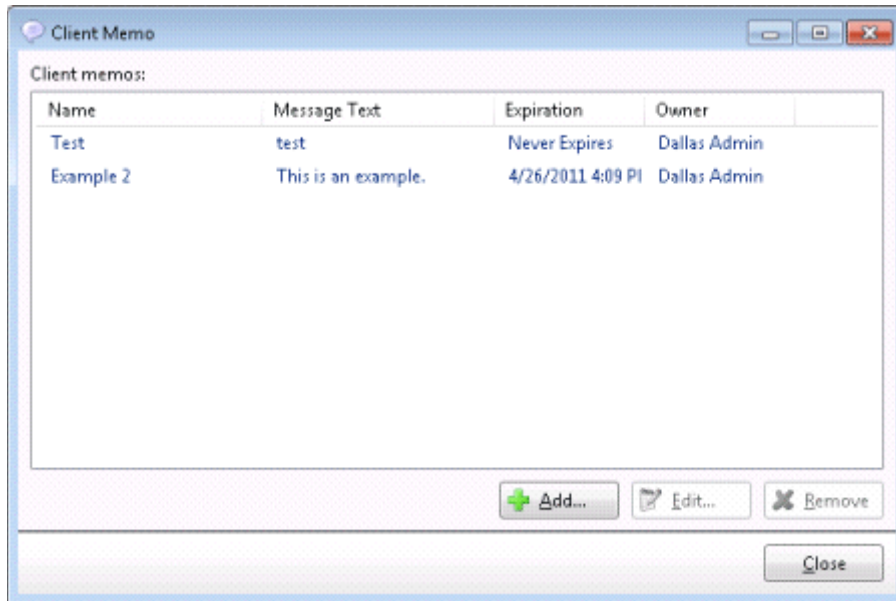 Client Memo
Client memos:
Name Message Text Expiration Owner
Test test Never Expires Dallas Admin
Example 2 This is an example. 4/26/2011 4:09 PI Dallas Admin
Add... Edit... Remove
Close